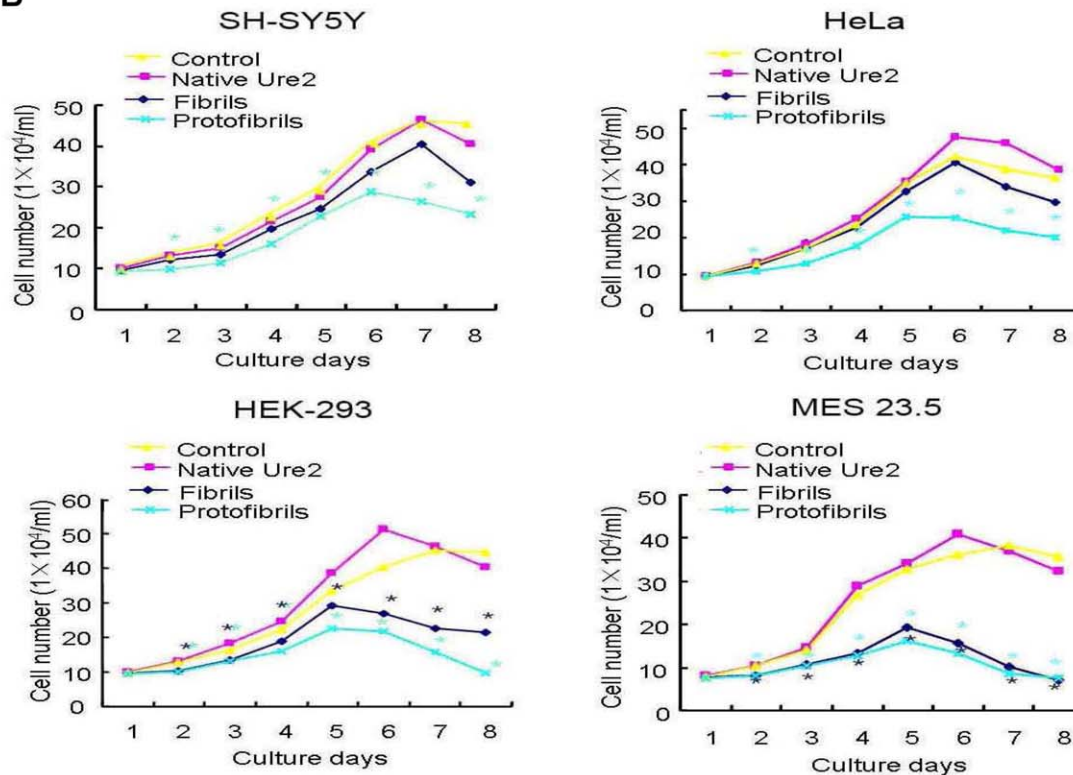 B
SH-SY5Y
Control
Native Ure2
Fibrils
Protofibrils
Cell number (1×10⁴/ml)
50
40
30
20
10
0
1 2 3 4 5 6 7 8
Culture days
HeLa
Control
Native Ure2
Fibrils
Protofibrils
Cell number (1×10⁴/ml)
50
40
30
20
10
0
1 2 3 4 5 6 7 8
Culture days
HEK-293
Control
Native Ure2
Fibrils
Protofibrils
Cell number (1×10⁴/ml)
60
50
40
30
20
10
0
1 2 3 4 5 6 7 8
Culture days
MES 23.5
Control
Native Ure2
Fibrils
Protofibrils
Cell number (1×10⁴/ml)
50
40
30
20
10
0
1 2 3 4 5 6 7 8
Culture days